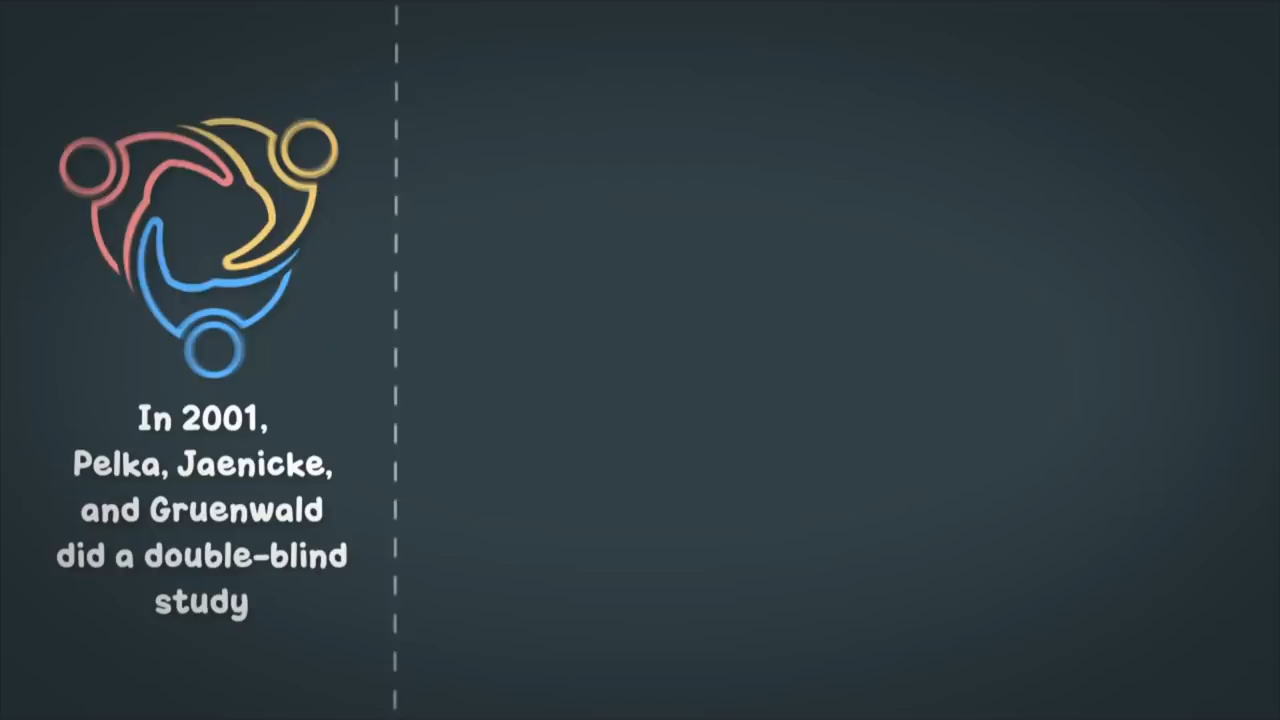 In 2001,
Pelka, Jaenicke,
and Gruenwald
did a double-blind
study